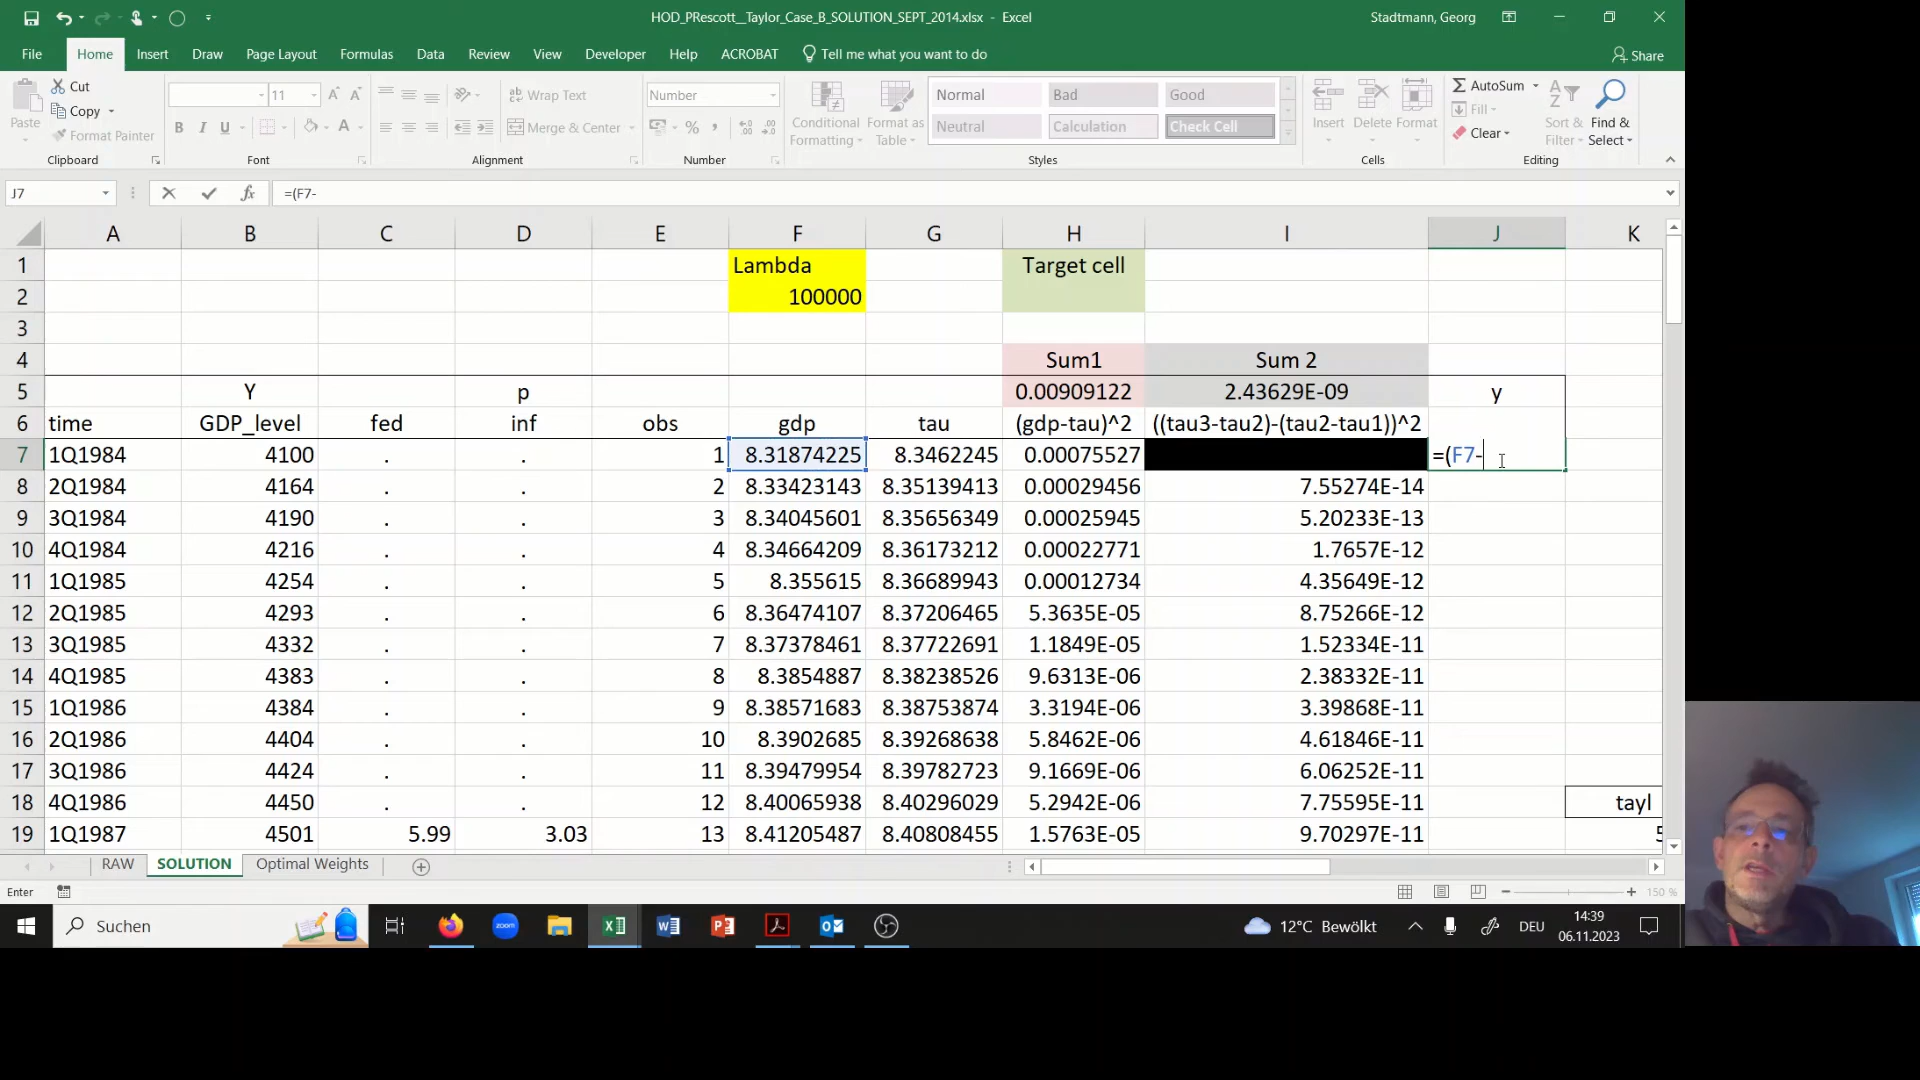 HOD_PRescott__Taylor_Case_B_SOLUTION_SEPT_2014.xlsx - Excel
Stadtmann, Georg
File Home Insert Draw Page Layout Formulas Data Review View Developer Help ACROBAT Tell me what you want to do Share
Paste
Cut
Copy
Format Painter
Clipboard
11 A A
B I U A
Font
Wrap Text
Merge & Center
Alignment
Number
%
Number
Conditional Formatting
Format as Table
Normal Bad Good
Neutral Calculation Check Cell
Styles
Insert Delete Format
Cells
AutoSum
Fill
Clear
Sort & Filter
Find & Select
Editing
J7 fx =(F7-
A B C D E F G H I J K
1 Lambda Target cell
2 100000
3
4 Sum1 Sum 2
5 Y p 0.00909122 2.43629E-09 y
6 time GDP_level fed inf obs gdp tau (gdp-tau)^2 ((tau3-tau2)-(tau2-tau1))^2
7 1Q1984 4100 . . 1 8.31874225 8.3462245 0.00075527 =(F7-
8 2Q1984 4164 . . 2 8.33423143 8.35139413 0.00029456 7.55274E-14
9 3Q1984 4190 . . 3 8.34045601 8.35656349 0.00025945 5.20233E-13
10 4Q1984 4216 . . 4 8.34664209 8.36173212 0.00022771 1.7657E-12
11 1Q1985 4254 . . 5 8.355615 8.36689943 0.00012734 4.35649E-12
12 2Q1985 4293 . . 6 8.36474107 8.37206465 5.3635E-05 8.75266E-12
13 3Q1985 4332 . . 7 8.37378461 8.37722691 1.1849E-05 1.52334E-11
14 4Q1985 4383 . . 8 8.3854887 8.38238526 9.6313E-06 2.38332E-11
15 1Q1986 4384 . . 9 8.38571683 8.38753874 3.3194E-06 3.39868E-11
16 2Q1986 4404 . . 10 8.3902685 8.39268638 5.8462E-06 4.61846E-11
17 3Q1986 4424 . . 11 8.39479954 8.39782723 9.1669E-06 6.06252E-11
18 4Q1986 4450 . . 12 8.40065938 8.40296029 5.2942E-06 7.75595E-11 tayl
19 1Q1987 4501 5.99 3.03 13 8.41205487 8.40808455 1.5763E-05 9.70297E-11 5
RAW SOLUTION Optimal Weights
Enter
150 %
Suchen
zoom
12°C Bewölkt
DEU
14:39
06.11.2023